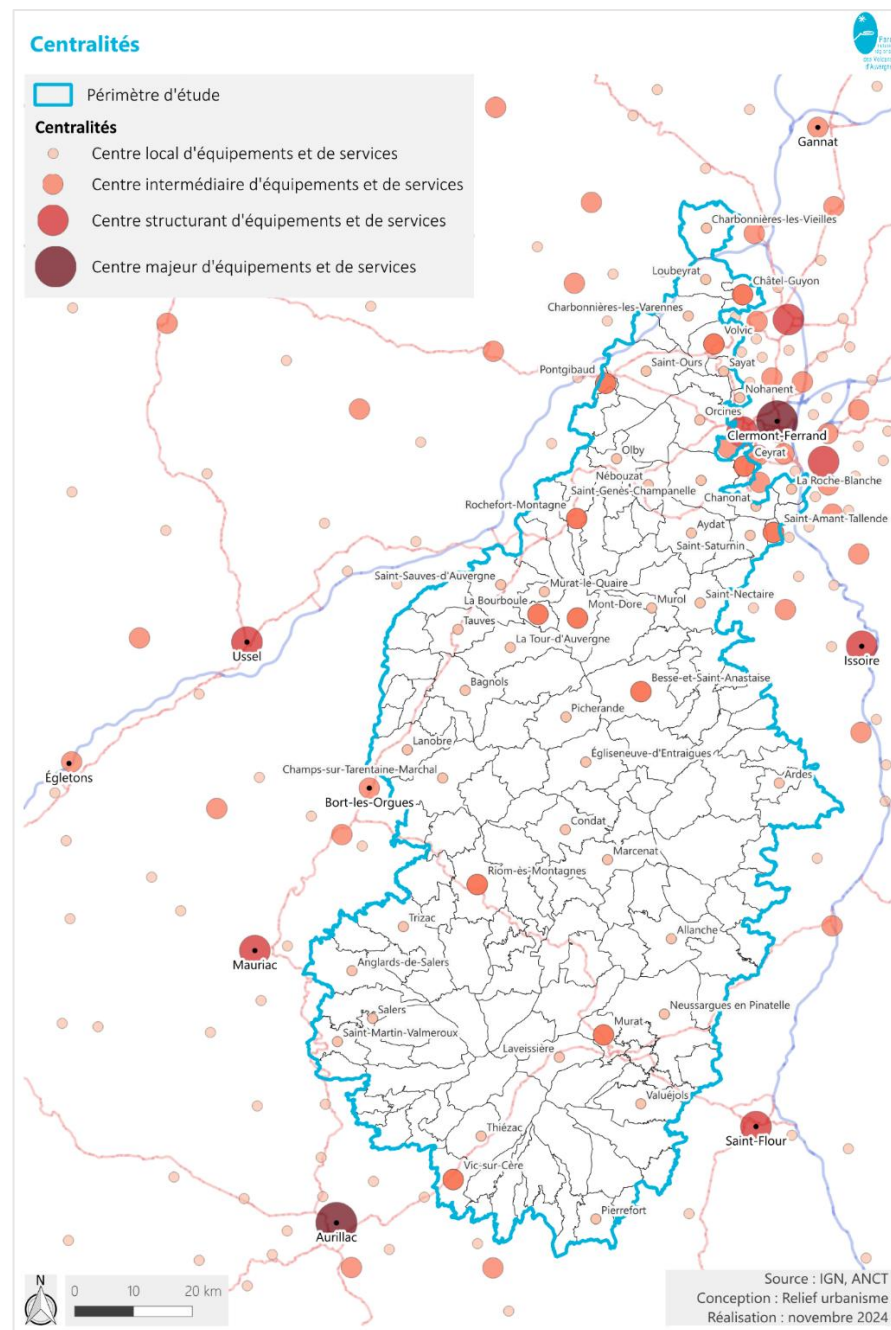 Centralités
Parc
naturel
régional
des Volcans
d'Auvergne
Périmètre d'étude
Centralités
Centre local d'équipements et de services
Centre intermédiaire d'équipements et de services
Centre structurant d'équipements et de services
Centre majeur d'équipements et de services
Gannat
Charbonnières-les-Vieilles
Loubeyrat
Châtel-Guyon
Charbonnières-les-Varennes
Volvic
Saint-Ours
Sayat
Pontgibaud
Nohanent
Orcines
Clermont-Ferrand
Olby
Ceyrat
Nébouzat
La Roche-Blanche
Saint-Genès-Champanelle
Chanonat
Rochefort-Montagne
Saint-Amant-Tallende
Aydat
Saint-Saturnin
Saint-Sauves-d'Auvergne
Murat-le-Quaire
La Bourboule
Mont-Dore
Murol
Saint-Nectaire
Tauves
La Tour-d'Auvergne
Ussel
Issoire
Bagnols
Besse-et-Saint-Anastaise
Picherande
Lanobre
Égliseneuve-d'Entraigues
Champs-sur-Tarentaine-Marchal
Ardes
Égletons
Bort-les-Orgues
Condat
Marcenat
Riom-ès-Montagnes
Trizac
Allanche
Mauriac
Anglards-de-Salers
Salers
Neussargues en Pinatelle
Murat
Saint-Martin-Valmeroux
Laveissière
Valuéjols
Thiézac
Saint-Flour
Vic-sur-Cère
Pierrefort
Aurillac
N
0 10 20 km
Source : IGN, ANCT
Conception : Relief urbanisme
Réalisation : novembre 2024